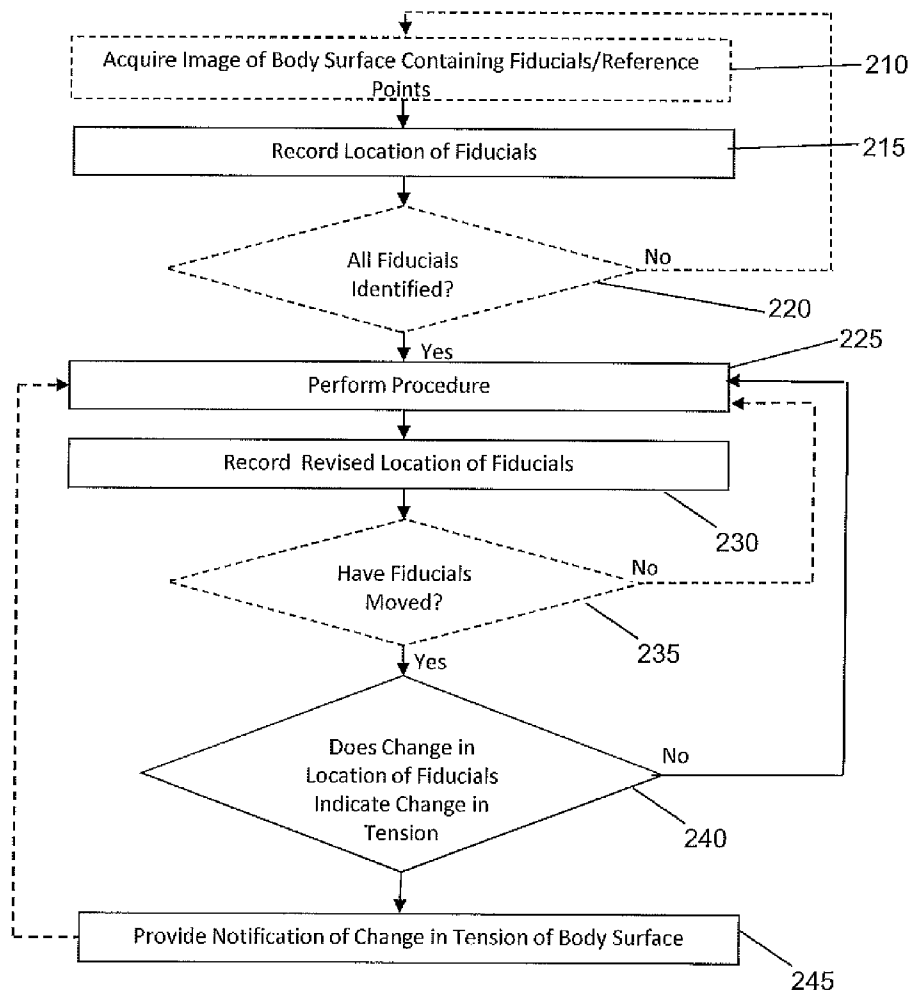 Acquire Image of Body Surface Containing Fiducials/Reference
Points
210
Record Location of Fiducials
215
All Fiducials
Identified?
No
220
Yes
225
Perform Procedure
Record Revised Location of Fiducials
230
Have Fiducials
Moved?
No
235
Yes
Does Change in
Location of Fiducials
Indicate Change in
Tension
No
240
Provide Notification of Change in Tension of Body Surface
245